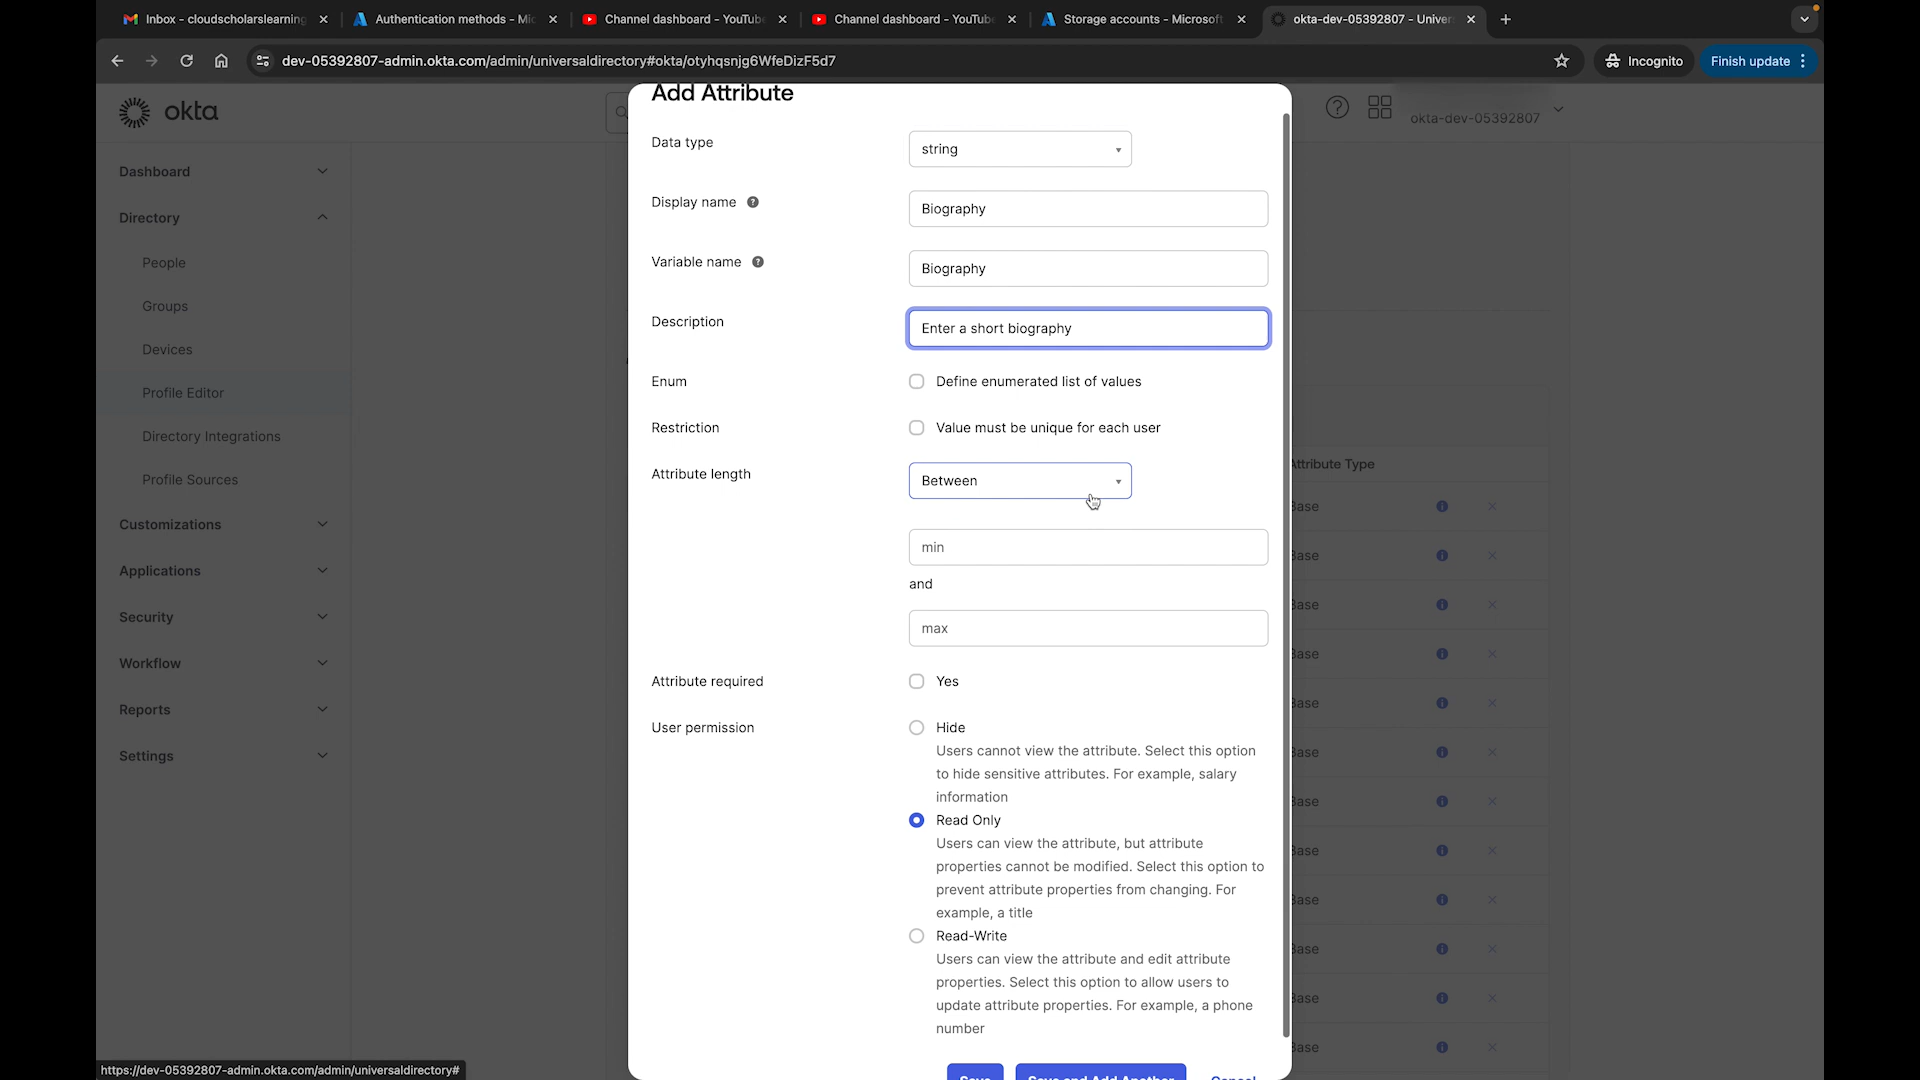 Inbox - cloudscholarslearning
Authentication methods - Mic
Channel dashboard - YouTube
Channel dashboard - YouTube
Storage accounts - Microsoft
okta-dev-05392807 - Univer
dev-05392807-admin.okta.com/admin/universaldirectory#okta/otyhqsnjg6WfeDizF5d7
Incognito
Finish update
okta
okta-dev-05392807
Dashboard
Directory
People
Groups
Devices
Profile Editor
Directory Integrations
Profile Sources
Customizations
Applications
Security
Workflow
Reports
Settings
Add Attribute
Data type
string
Display name
Biography
Variable name
Biography
Description
Enter a short biography
Enum
Define enumerated list of values
Restriction
Value must be unique for each user
Attribute length
Between
min
and
max
Attribute required
Yes
User permission
Hide
Users cannot view the attribute. Select this option
to hide sensitive attributes. For example, salary
information
Read Only
Users can view the attribute, but attribute
properties cannot be modified. Select this option to
prevent attribute properties from changing. For
example, a title
Read-Write
Users can view the attribute and edit attribute
properties. Select this option to allow users to
update attribute properties. For example, a phone
number
Save
Save and Add Another
Cancel
Attribute Type
Base
Base
Base
Base
Base
Base
Base
Base
Base
Base
Base
Base
https://dev-05392807-admin.okta.com/admin/universaldirectory#